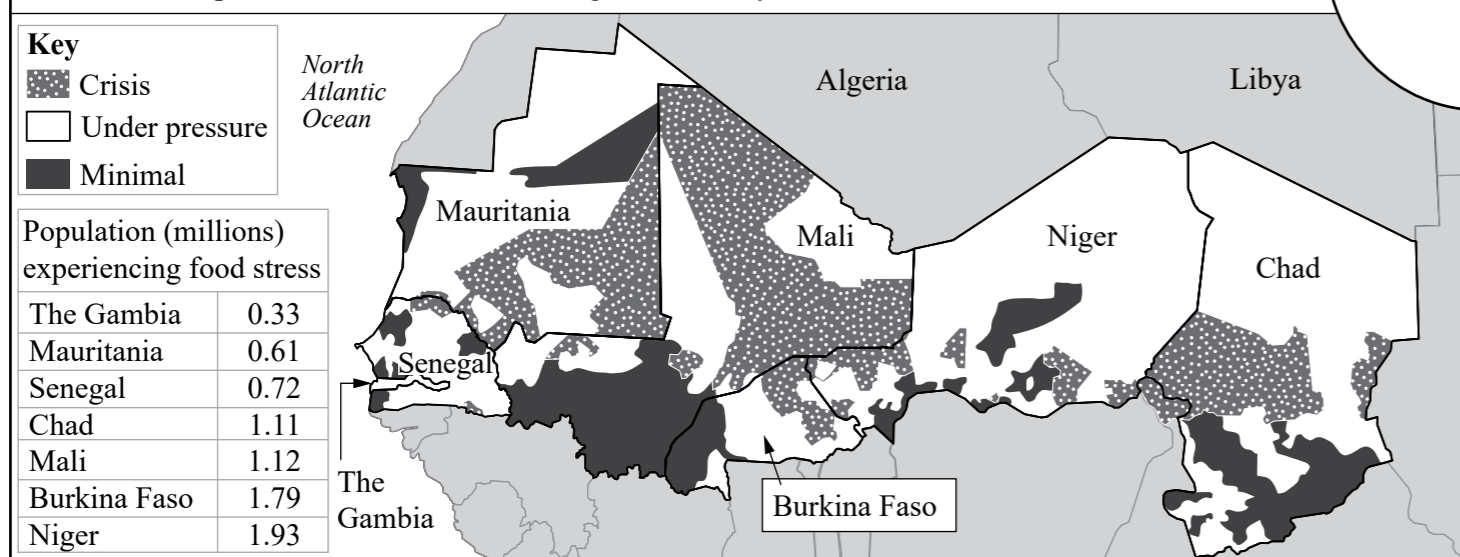 Key
Crisis
Under pressure
Minimal
North
Atlantic
Ocean
Algeria
Libya
Mauritania
Mali
Niger
Chad
Senegal
The
Gambia
Burkina Faso
Population (millions)
experiencing food stress
The Gambia 0.33
Mauritania 0.61
Senegal 0.72
Chad 1.11
Mali 1.12
Burkina Faso 1.79
Niger 1.93